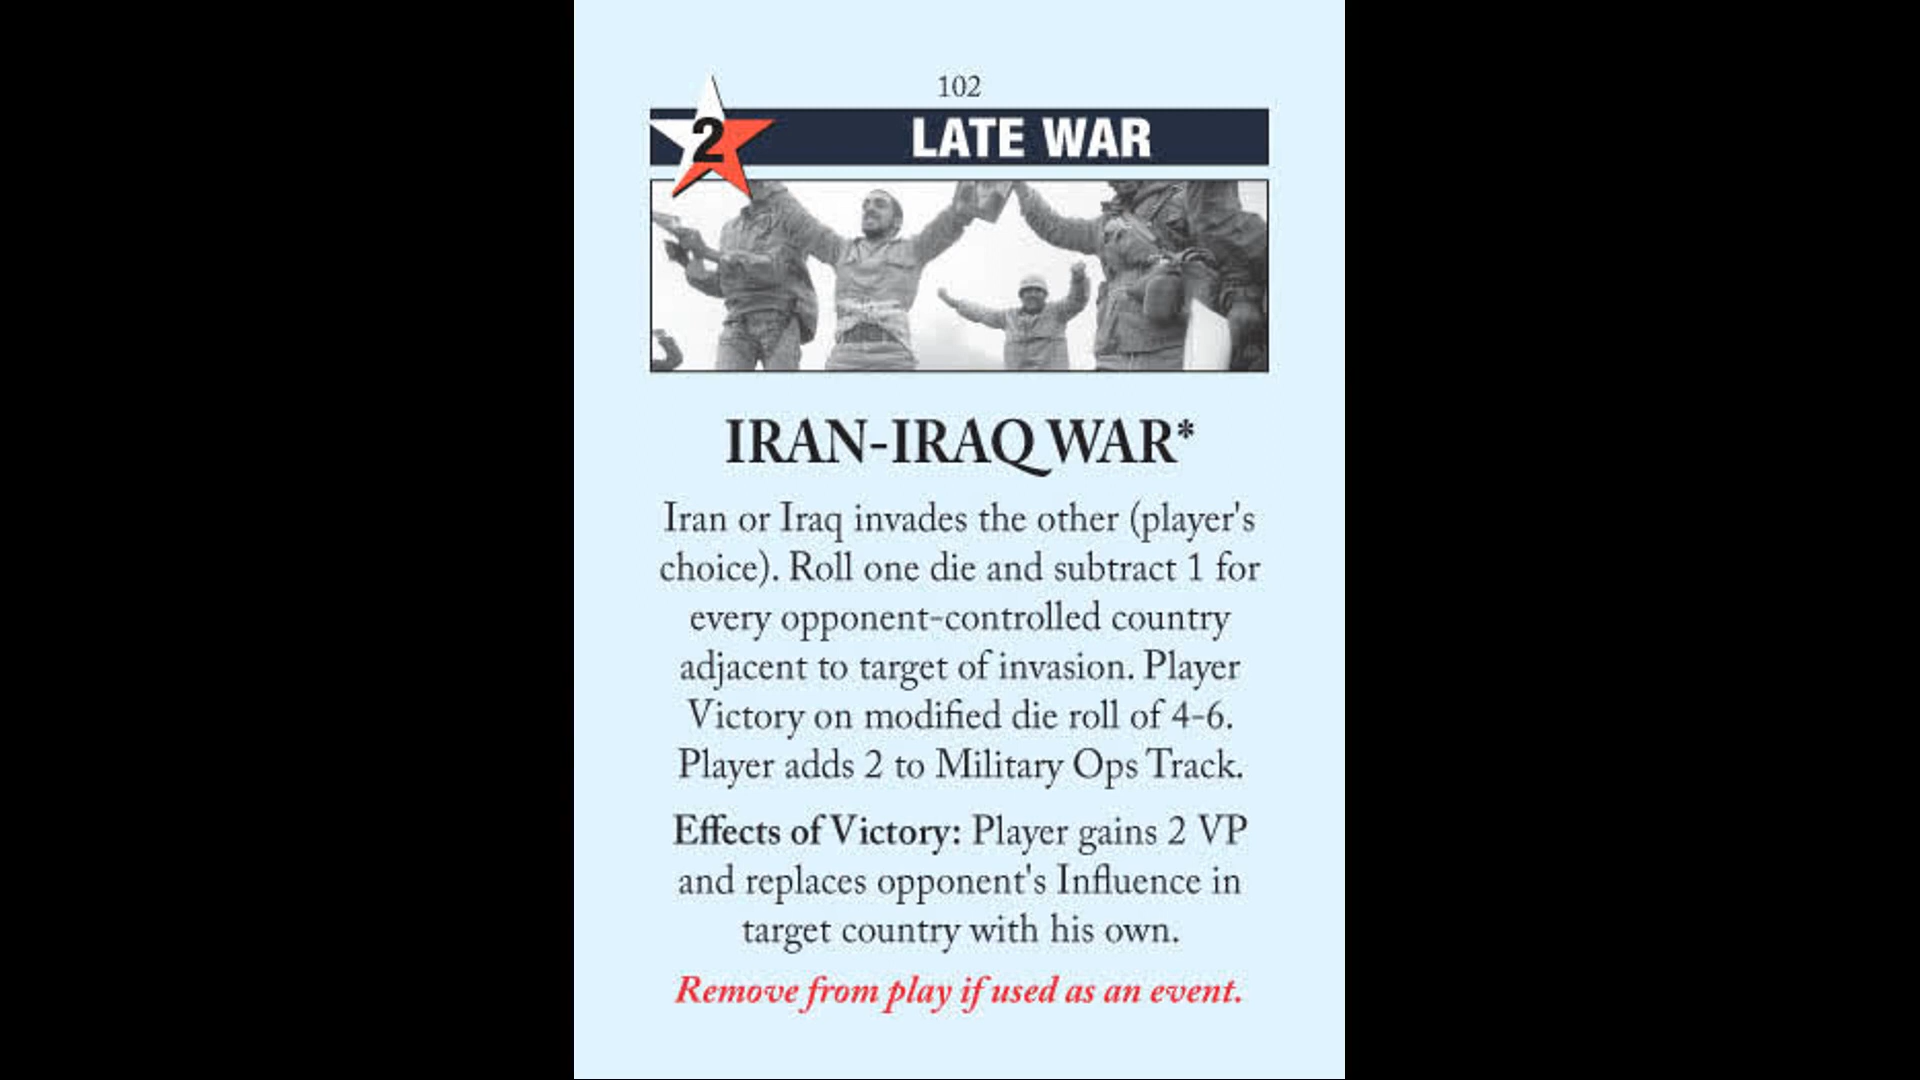 102
2
LATE WAR
IRAN-IRAQ WAR*
Iran or Iraq invades the other (player's
choice). Roll one die and subtract 1 for
every opponent-controlled country
adjacent to target of invasion. Player
Victory on modified die roll of 4-6.
Player adds 2 to Military Ops Track.
Effects of Victory: Player gains 2 VP
and replaces opponent's Influence in
target country with his own.
Remove from play if used as an event.